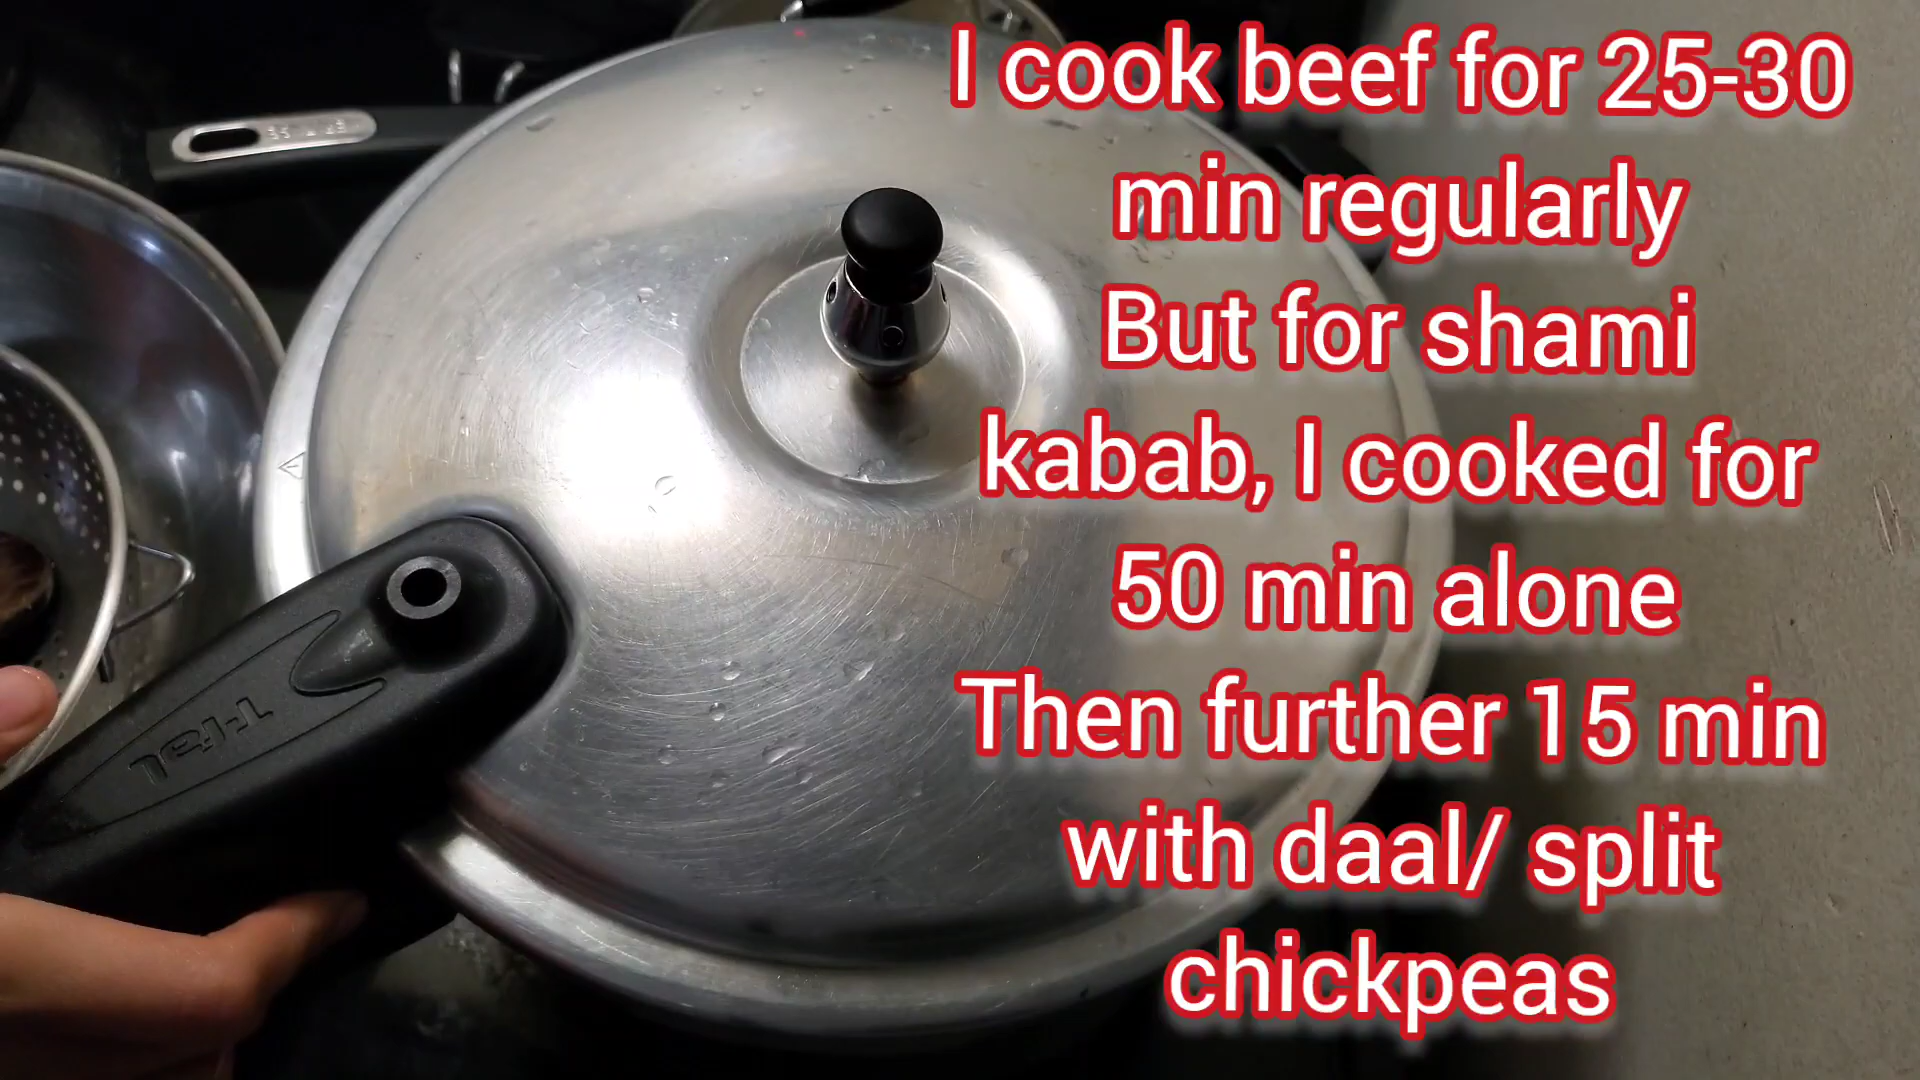 I cook beef for 25-30
min regularly
But for shami
kabab, I cooked for
50 min alone
Then further 15 min
with daal/ split
chickpeas
T-fal